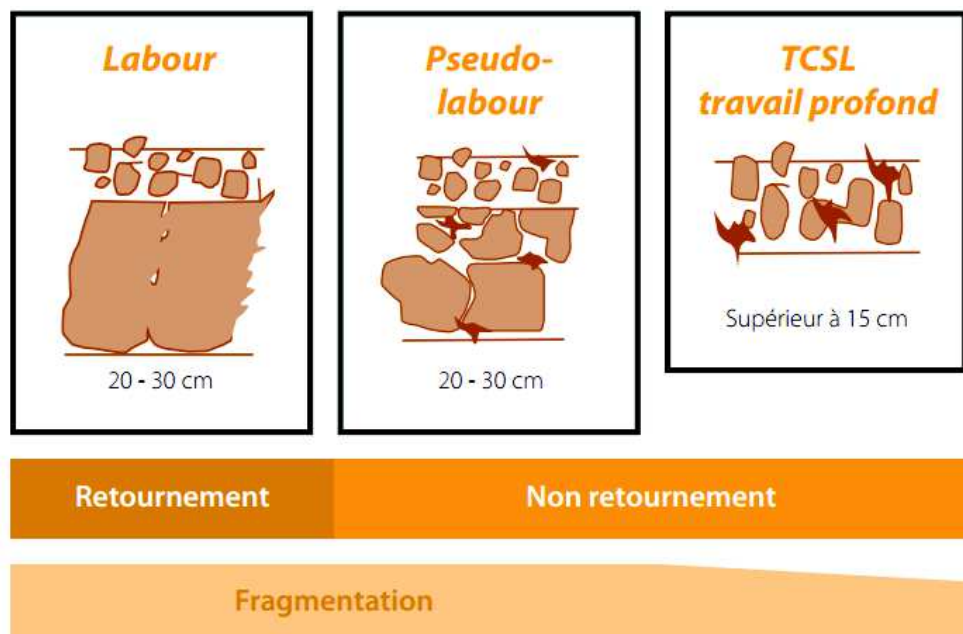 Labour
20 - 30 cm
Pseudo-
labour
20 - 30 cm
TCSL
travail profond
Supérieur à 15 cm
Retournement
Non retournement
Fragmentation